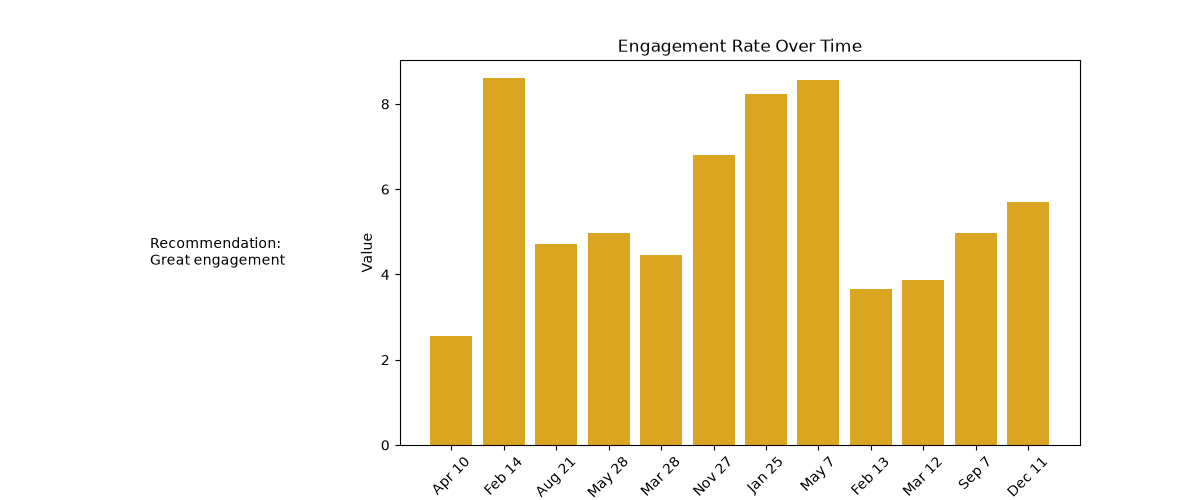 Engagement Rate Over Time
Recommendation:
Great engagement
Value
8
6
4
2
0
Apr 10
Feb 14
Aug 21
May 28
Mar 28
Nov 27
Jan 25
May 7
Feb 13
Mar 12
Sep 7
Dec 11